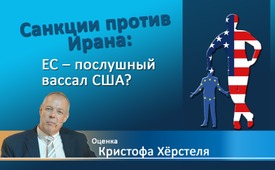 Санкции против
Ирана:
ЕС – послушный
вассал США?
Оценка
Кристофа Хёрстеля